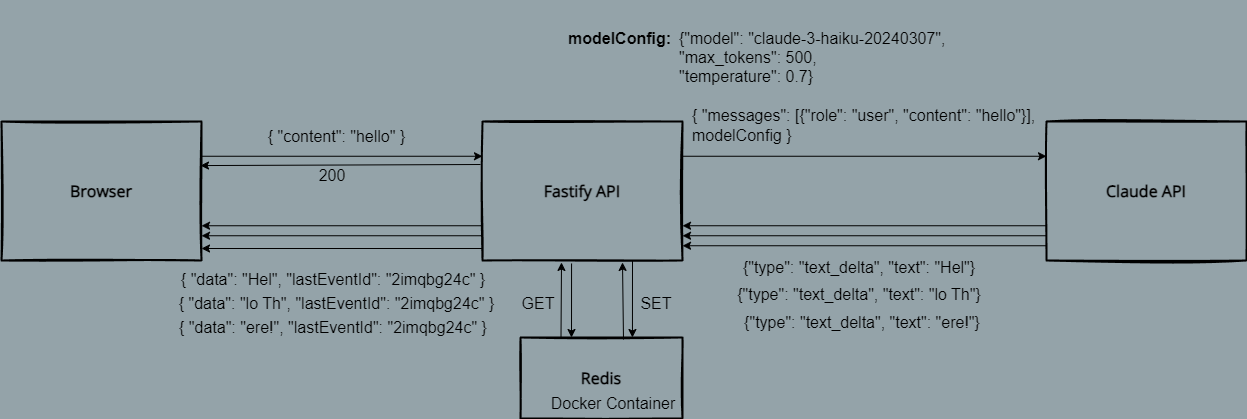 modelConfig: {"model": "claude-3-haiku-20240307",
"max_tokens": 500,
"temperature": 0.7}
{ "content": "hello" }
200
{ "messages": [{"role": "user", "content": "hello"}],
modelConfig }
Browser
Fastify API
Claude API
{ "data": "Hel", "lastEventId": "2imqbg24c" }
{ "data": "lo Th", "lastEventId": "2imqbg24c" }
{ "data": "ere!", "lastEventId": "2imqbg24c" }
GET
SET
{"type": "text_delta", "text": "Hel"}
{"type": "text_delta", "text": "lo Th"}
{"type": "text_delta", "text": "ere!"}
Redis
Docker Container